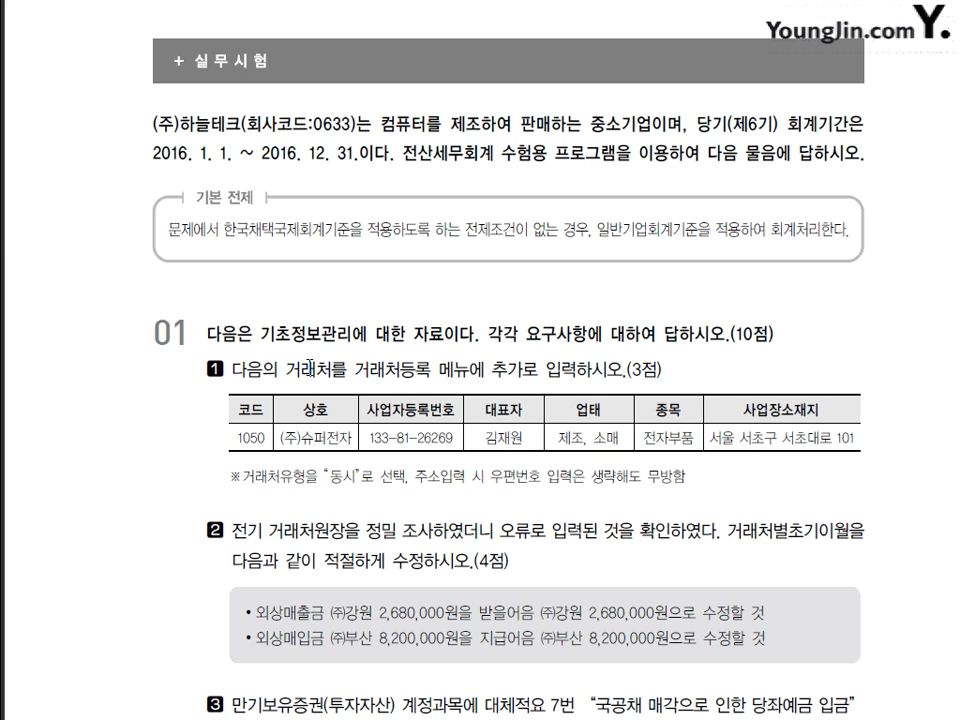 YoungJin.com Y.
+ 실무시험
(주)하늘테크(회사코드:0633)는 컴퓨터를 제조하여 판매하는 중소기업이며, 당기(제6기) 회계기간은
2016. 1. 1. ~ 2016. 12. 31.이다. 전산세무회계 수험용 프로그램을 이용하여 다음 물음에 답하시오.
기본 전제
문제에서 한국채택국제회계기준을 적용하도록 하는 전제조건이 없는 경우, 일반기업회계기준을 적용하여 회계처리한다.
01 다음은 기초정보관리에 대한 자료이다. 각각 요구사항에 대하여 답하시오.(10점)
1 다음의 거래처를 거래처등록 메뉴에 추가로 입력하시오.(3점)
코드 상호 사업자등록번호 대표자 업태 종목 사업장소재지
1050 (주)슈퍼전자 133-81-26269 김재원 제조, 소매 전자부품 서울 서초구 서초대로 101
※거래처유형을 “동시”로 선택, 주소입력 시 우편번호 입력은 생략해도 무방함
2 전기 거래처원장을 정밀 조사하였더니 오류로 입력된 것을 확인하였다. 거래처별초기이월을
다음과 같이 적절하게 수정하시오.(4점)
• 외상매출금 ㈜강원 2,680,000원을 받을어음 ㈜강원 2,680,000원으로 수정할 것
• 외상매입금 ㈜부산 8,200,000원을 지급어음 ㈜부산 8,200,000원으로 수정할 것
3 만기보유증권(투자자산) 계정과목에 대체적요 7번 “국공채 매각으로 인한 당좌예금 입금”